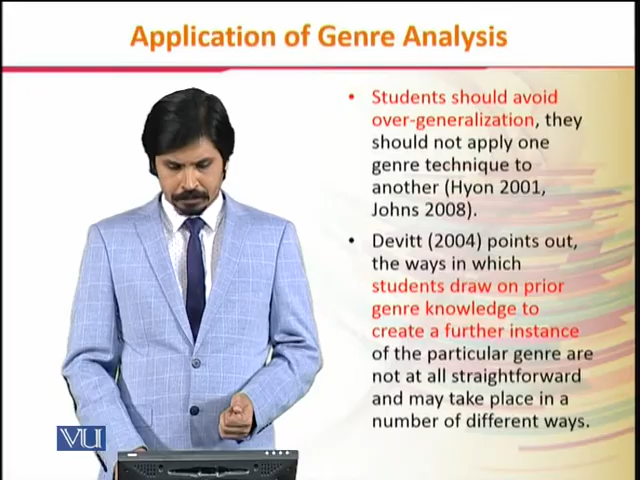 Application of Genre Analysis
• Students should avoid
over-generalization, they
should not apply one
genre technique to
another (Hyon 2001,
Johns 2008).
• Devitt (2004) points out,
the ways in which
students draw on prior
genre knowledge to
create a further instance
of the particular genre are
not at all straightforward
and may take place in a
number of different ways.
VU